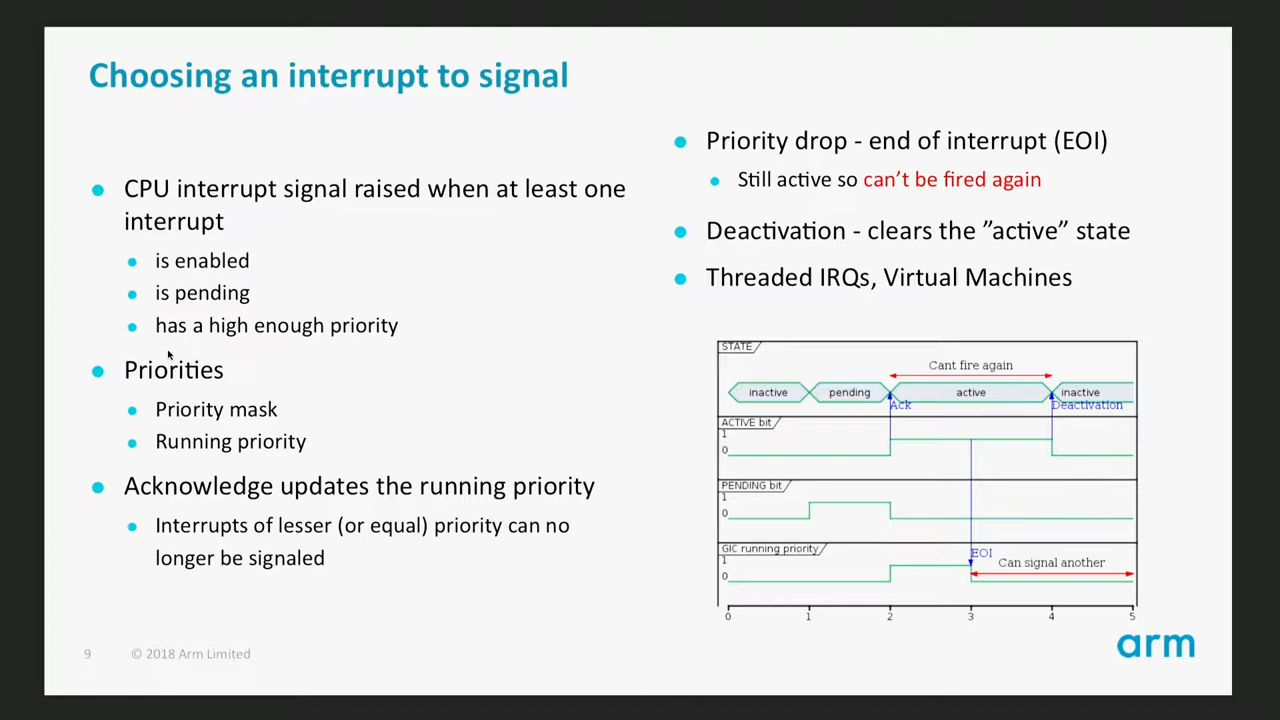 Choosing an interrupt to signal
CPU interrupt signal raised when at least one
interrupt
is enabled
is pending
has a high enough priority
Priorities
Priority mask
Running priority
Acknowledge updates the running priority
Interrupts of lesser (or equal) priority can no
longer be signaled
Priority drop - end of interrupt (EOI)
Still active so can’t be fired again
Deactivation - clears the ”active” state
Threaded IRQs, Virtual Machines
STATE
Cant fire again
inactive pending active inactive
Ack Deactivation
ACTIVE bit
1
0
PENDING bit
1
0
GIC running priority
1
EOI
Can signal another
0
0 1 2 3 4 5
arm
9 © 2018 Arm Limited